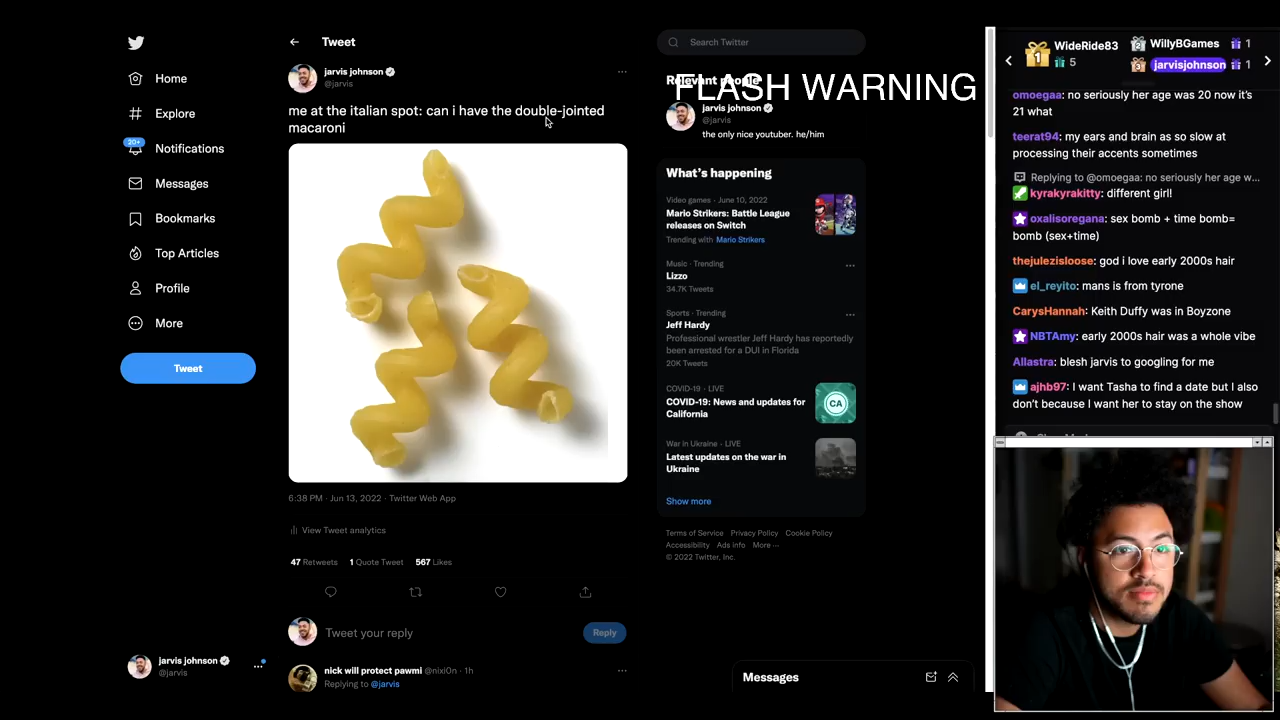 Home
Explore
20+
Notifications
Messages
Bookmarks
Top Articles
Profile
More
Tweet
jarvis johnson
@jarvis
Tweet
jarvis johnson
@jarvis
me at the italian spot: can i have the double-jointed
macaroni
6:38 PM · Jun 13, 2022 · Twitter Web App
View Tweet analytics
47 Retweets 1 Quote Tweet 567 Likes
Tweet your reply
Reply
nick will protect pawmi @nixi0n · 1h
Replying to @jarvis
Search Twitter
Relevant people
FLASH WARNING
jarvis johnson
@jarvis
the only nice youtuber. he/him
What's happening
Video games · June 10, 2022
Mario Strikers: Battle League
releases on Switch
Trending with Mario Strikers
Music · Trending
Lizzo
34.7K Tweets
Sports · Trending
Jeff Hardy
Professional wrestler Jeff Hardy has reportedly
been arrested for a DUI in Florida
20K Tweets
COVID-19 · LIVE
COVID-19: News and updates for
California
CA
War in Ukraine · LIVE
Latest updates on the war in
Ukraine
Show more
Terms of Service Privacy Policy Cookie Policy
Accessibility Ads info More ···
© 2022 Twitter, Inc.
Messages
1 WideRide83 5
2 WillyBGames 1
3 jarvisjohnson 1
omoegaa: no seriously her age was 20 now it's
21 what
teerat94: my ears and brain as so slow at
processing their accents sometimes
Replying to @omoegaa: no seriously her age w...
kyrakyrakitty: different girl!
oxalisoregana: sex bomb + time bomb=
bomb (sex+time)
thejulezisloose: god i love early 2000s hair
el_reyito: mans is from tyrone
CarysHannah: Keith Duffy was in Boyzone
NBTAmy: early 2000s hair was a whole vibe
Allastra: blesh jarvis to googling for me
ajhb97: I want Tasha to find a date but I also
don't because I want her to stay on the show